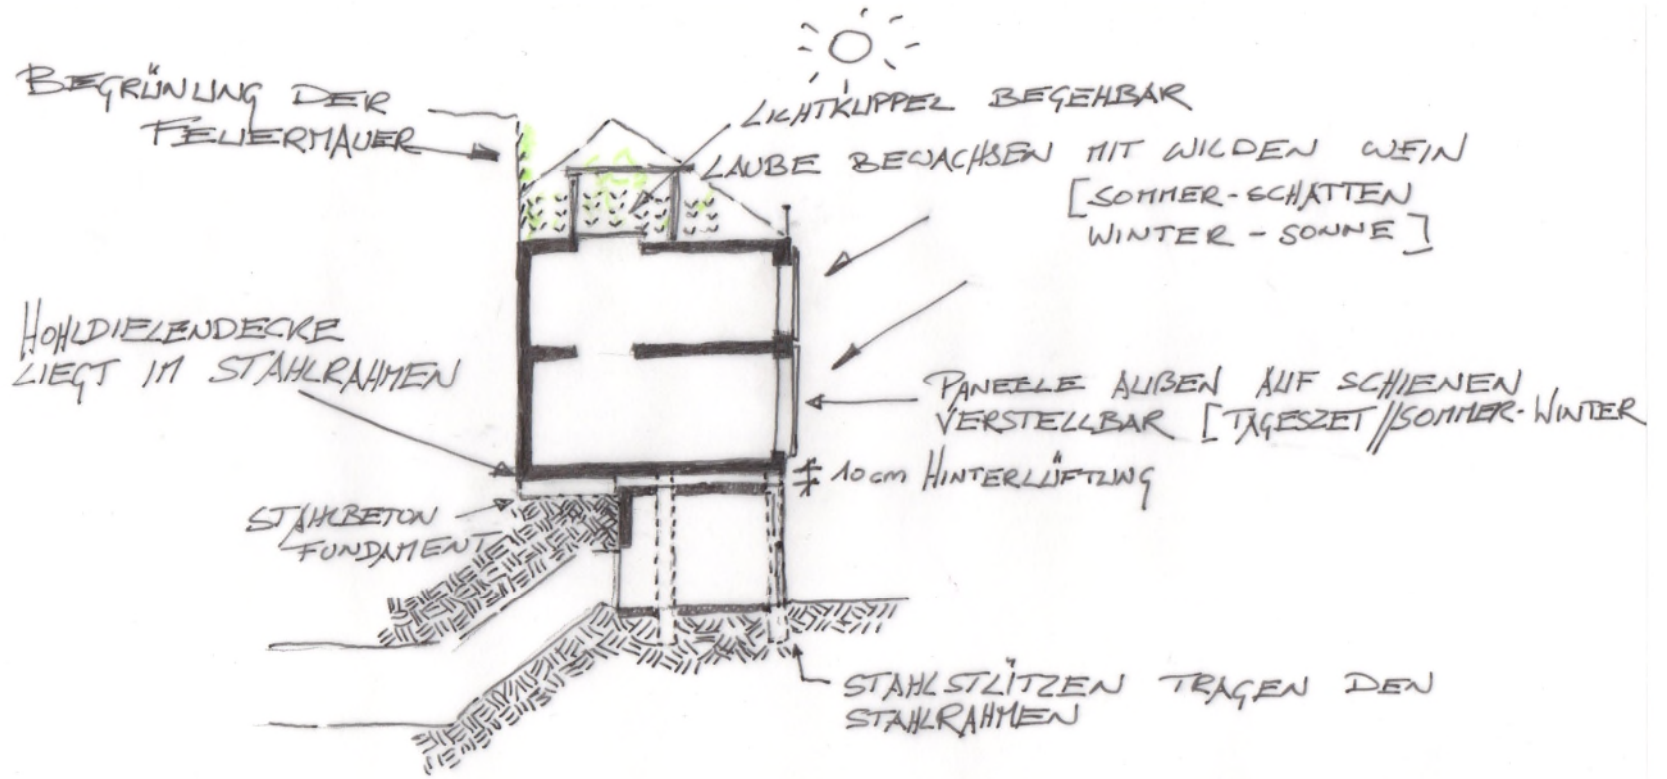 BEGRÜNUNG DER
FEUERMAUER
LICHTKUPPEL BEGEHBAR
LAUBE BEWACHSEN MIT WILDEN WEIN
[SOMMER-SCHATTEN
WINTER - SONNE]
HOHLDIELENDECKE
LIEGT IM STAHLRAHMEN
PANEELE AUßEN AUF SCHIENEN
VERSTELLBAR [TAGESZET//SOMMER-WINTER
10cm HINTERLÜFTUNG
STAHLBETON
FUNDAMENT
STAHLSTÜTZEN TRAGEN DEN
STAHLRAHMEN